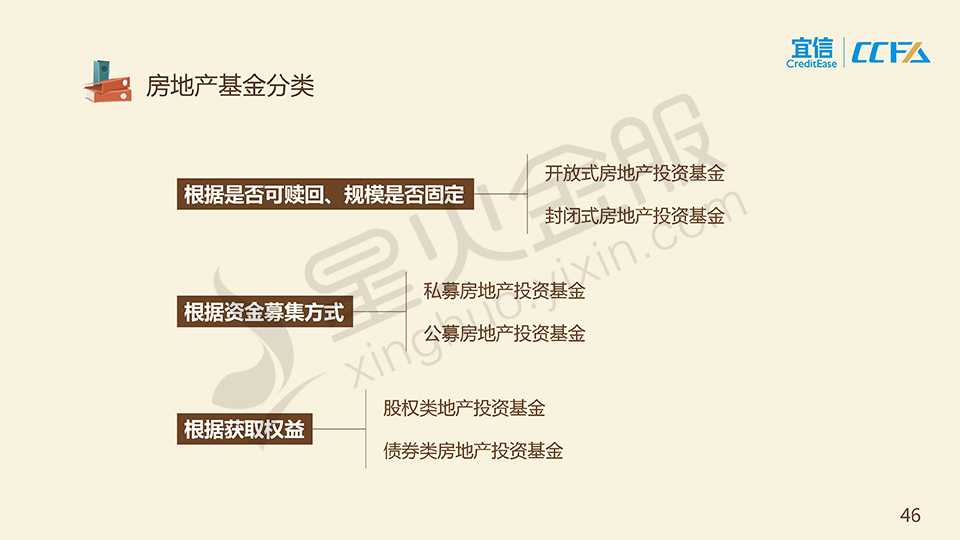 宜信
CreditEase
CCFA
房地产基金分类
根据是否可赎回、规模是否固定
开放式房地产投资基金
封闭式房地产投资基金
根据资金募集方式
私募房地产投资基金
公募房地产投资基金
根据获取权益
股权类地产投资基金
债券类房地产投资基金
星火金服
xinghuo.yixin.com
46